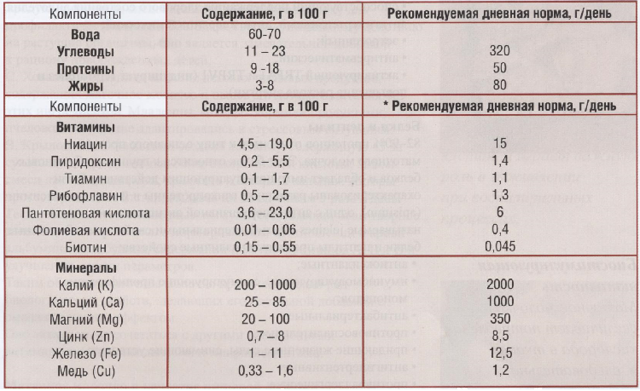 Компоненты Содержание, г в 100 г Рекомендуемая дневная норма, г/день
Вода 60-70
Углеводы 11 – 23 320
Протеины 9 -18 50
Жиры 3-8 80
Компоненты Содержание, г в 100 г * Рекомендуемая дневная норма, г/день
Витамины
Ниацин 4,5 – 19,0 15
Пиридоксин 0,2 – 5,5 1,4
Тиамин 0,1 – 1,7 1,1
Рибофлавин 0,5 – 2,5 1,3
Пантотеновая кислота 3,6 – 23,0 6
Фолиевая кислота 0,01 – 0,06 0,4
Биотин 0,15 – 0,55 0,045
Минералы
Калий (K) 200 – 1000 2000
Кальций (Ca) 25 – 85 1000
Магний (Mg) 20 – 100 350
Цинк (Zn) 0,7 – 8 8,5
Железо (Fe) 1 – 11 12,5
Медь (Cu) 0,33 – 1,6 1,2